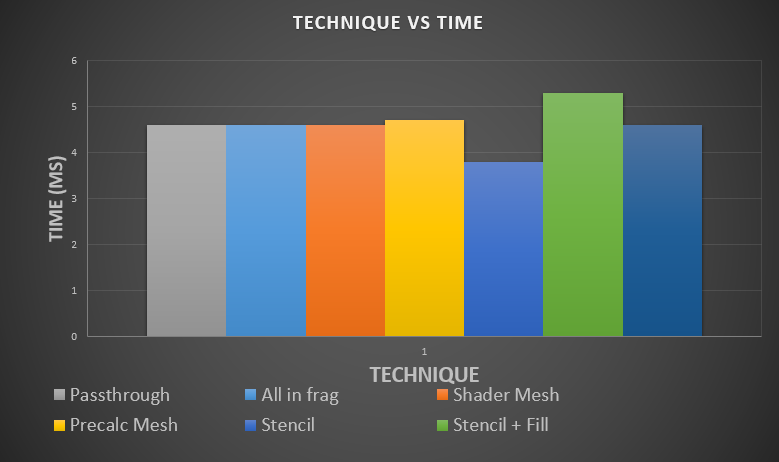 TECHNIQUE VS TIME
6
5
4
3
2
1
0
TIME (MS)
1
TECHNIQUE
Passthrough All in frag Shader Mesh
Precalc Mesh Stencil Stencil + Fill